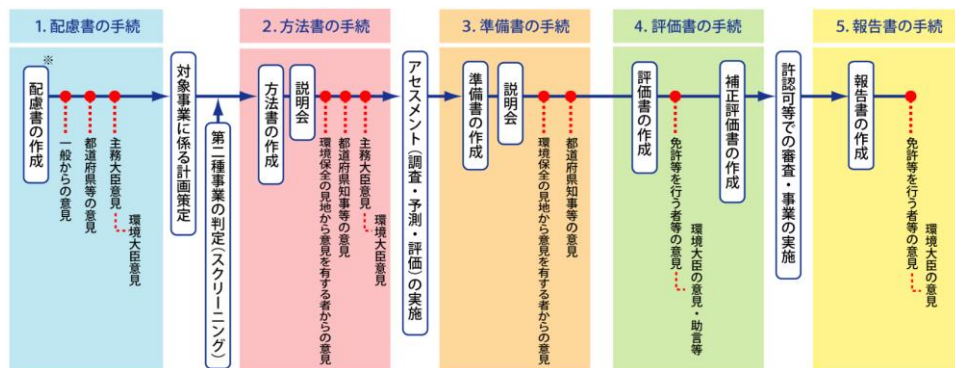 1. 配慮書の手続
2. 方法書の手続
3. 準備書の手続
4. 評価書の手続
5. 報告書の手続
※
配慮書の作成
一般からの意見
都道府県等の意見
主務大臣意見
環境大臣意見
対象事業に係る計画策定
第二種事業の判定(スクリーニング)
方法書の作成
説明会
環境保全の見地から意見を有する者からの意見
都道府県知事等の意見
主務大臣意見
環境大臣意見
アセスメント(調査・予測・評価)の実施
準備書の作成
説明会
環境保全の見地から意見を有する者からの意見
都道府県知事等の意見
評価書の作成
免許等を行う者等の意見
環境大臣の意見・助言等
補正評価書の作成
許認可等での審査・事業の実施
報告書の作成
免許等を行う者等の意見
環境大臣の意見